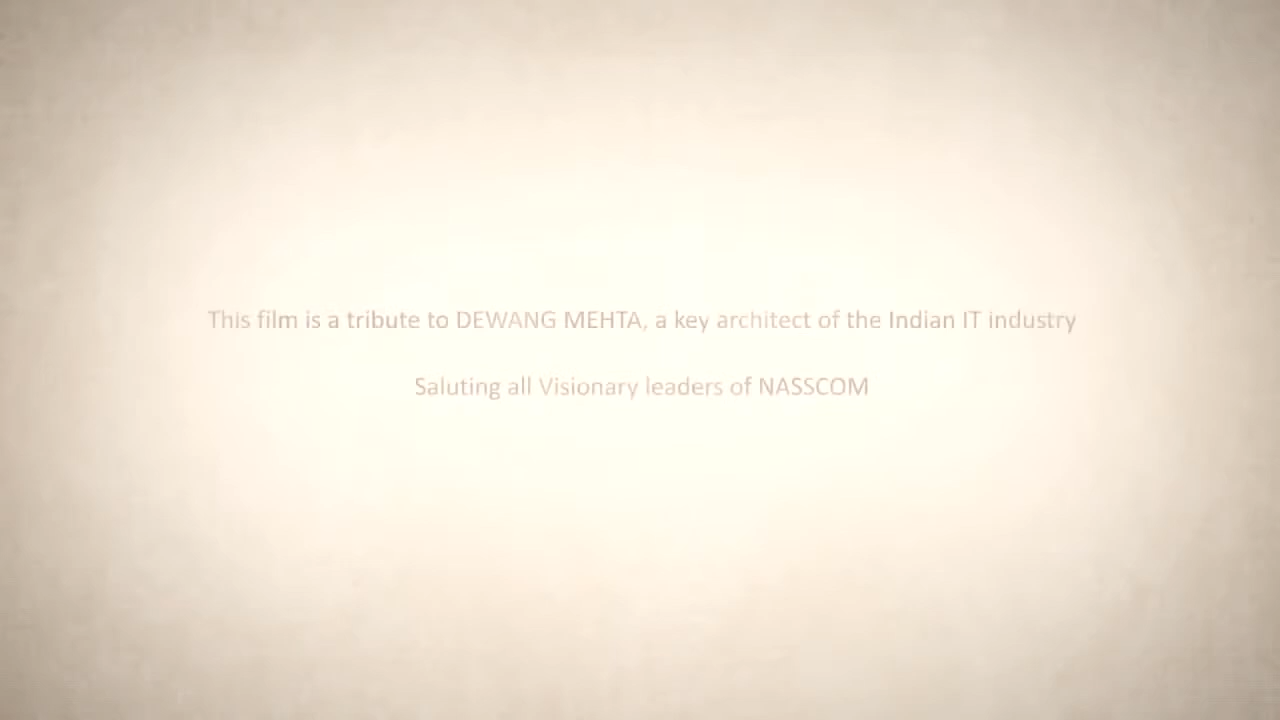 This film is a tribute to DEWANG MEHTA, a key architect of the Indian IT industry
Saluting all Visionary leaders of NASSCOM